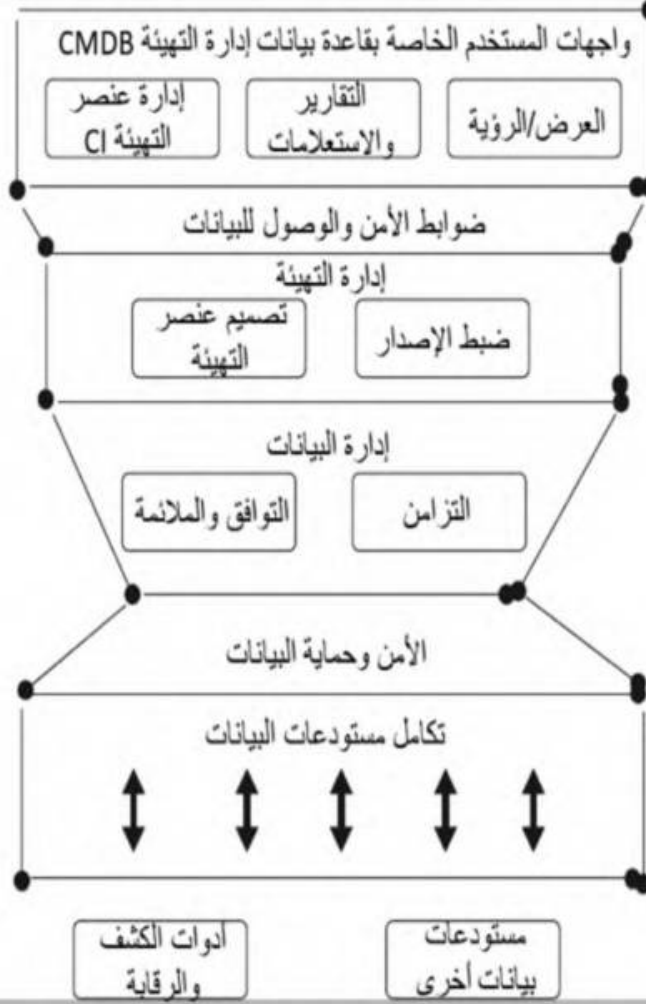 واجهات المستخدم الخاصة بقاعدة بيانات إدارة التهيئة CMDB
العرض/الرؤية
التقارير
والاستعلامات
إدارة عنصر
التهيئة CI
ضوابط الأمن والوصول للبيانات
إدارة التهيئة
ضبط الإصدار
تصميم عنصر
التهيئة
إدارة البيانات
التزامن
التوافق والملائمة
الأمن وحماية البيانات
تكامل مستودعات البيانات
مستودعات
بيانات أخرى
أدوات الكشف
والرقابة